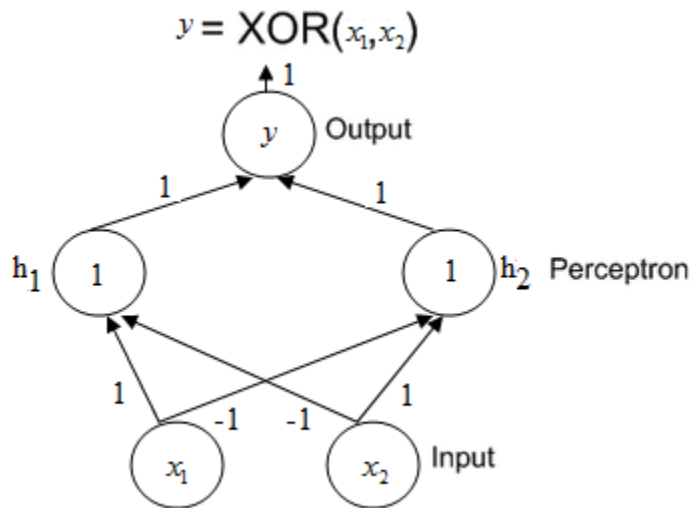 y = XOR(x₁,x₂)
1
y Output
1 1
h₁ 1 1 h₂ Perceptron
1 -1 -1 1
x₁ x₂ Input